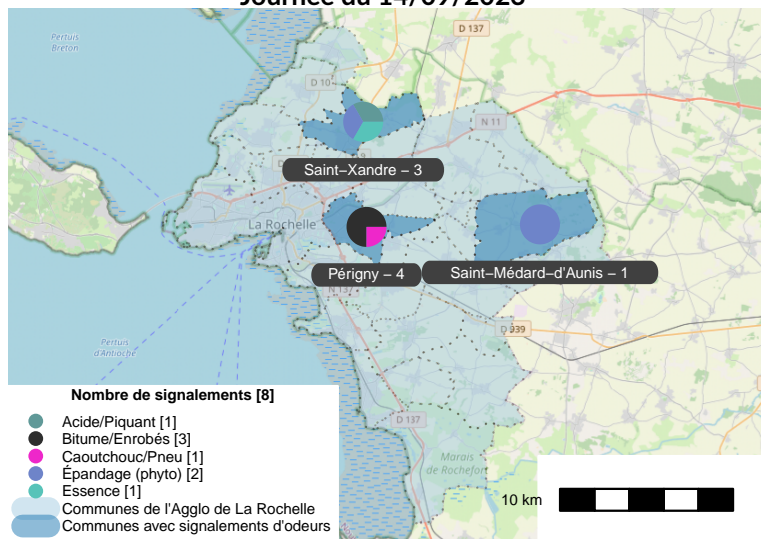 Journée du 14/09/2023
Pertuis
Breton
D 137
D 10
N 11
Saint–Xandre – 3
La Rochelle
Périgny – 4
Saint–Médard–d'Aunis – 1
N 137
D 939
Pertuis
d'Antioche
D 137
Marais
de Rochefort
Nombre de signalements [8]
Acide/Piquant [1]
Bitume/Enrobés [3]
Caoutchouc/Pneu [1]
Épandage (phyto) [2]
Essence [1]
Communes de l'Agglo de La Rochelle
Communes avec signalements d'odeurs
10 km